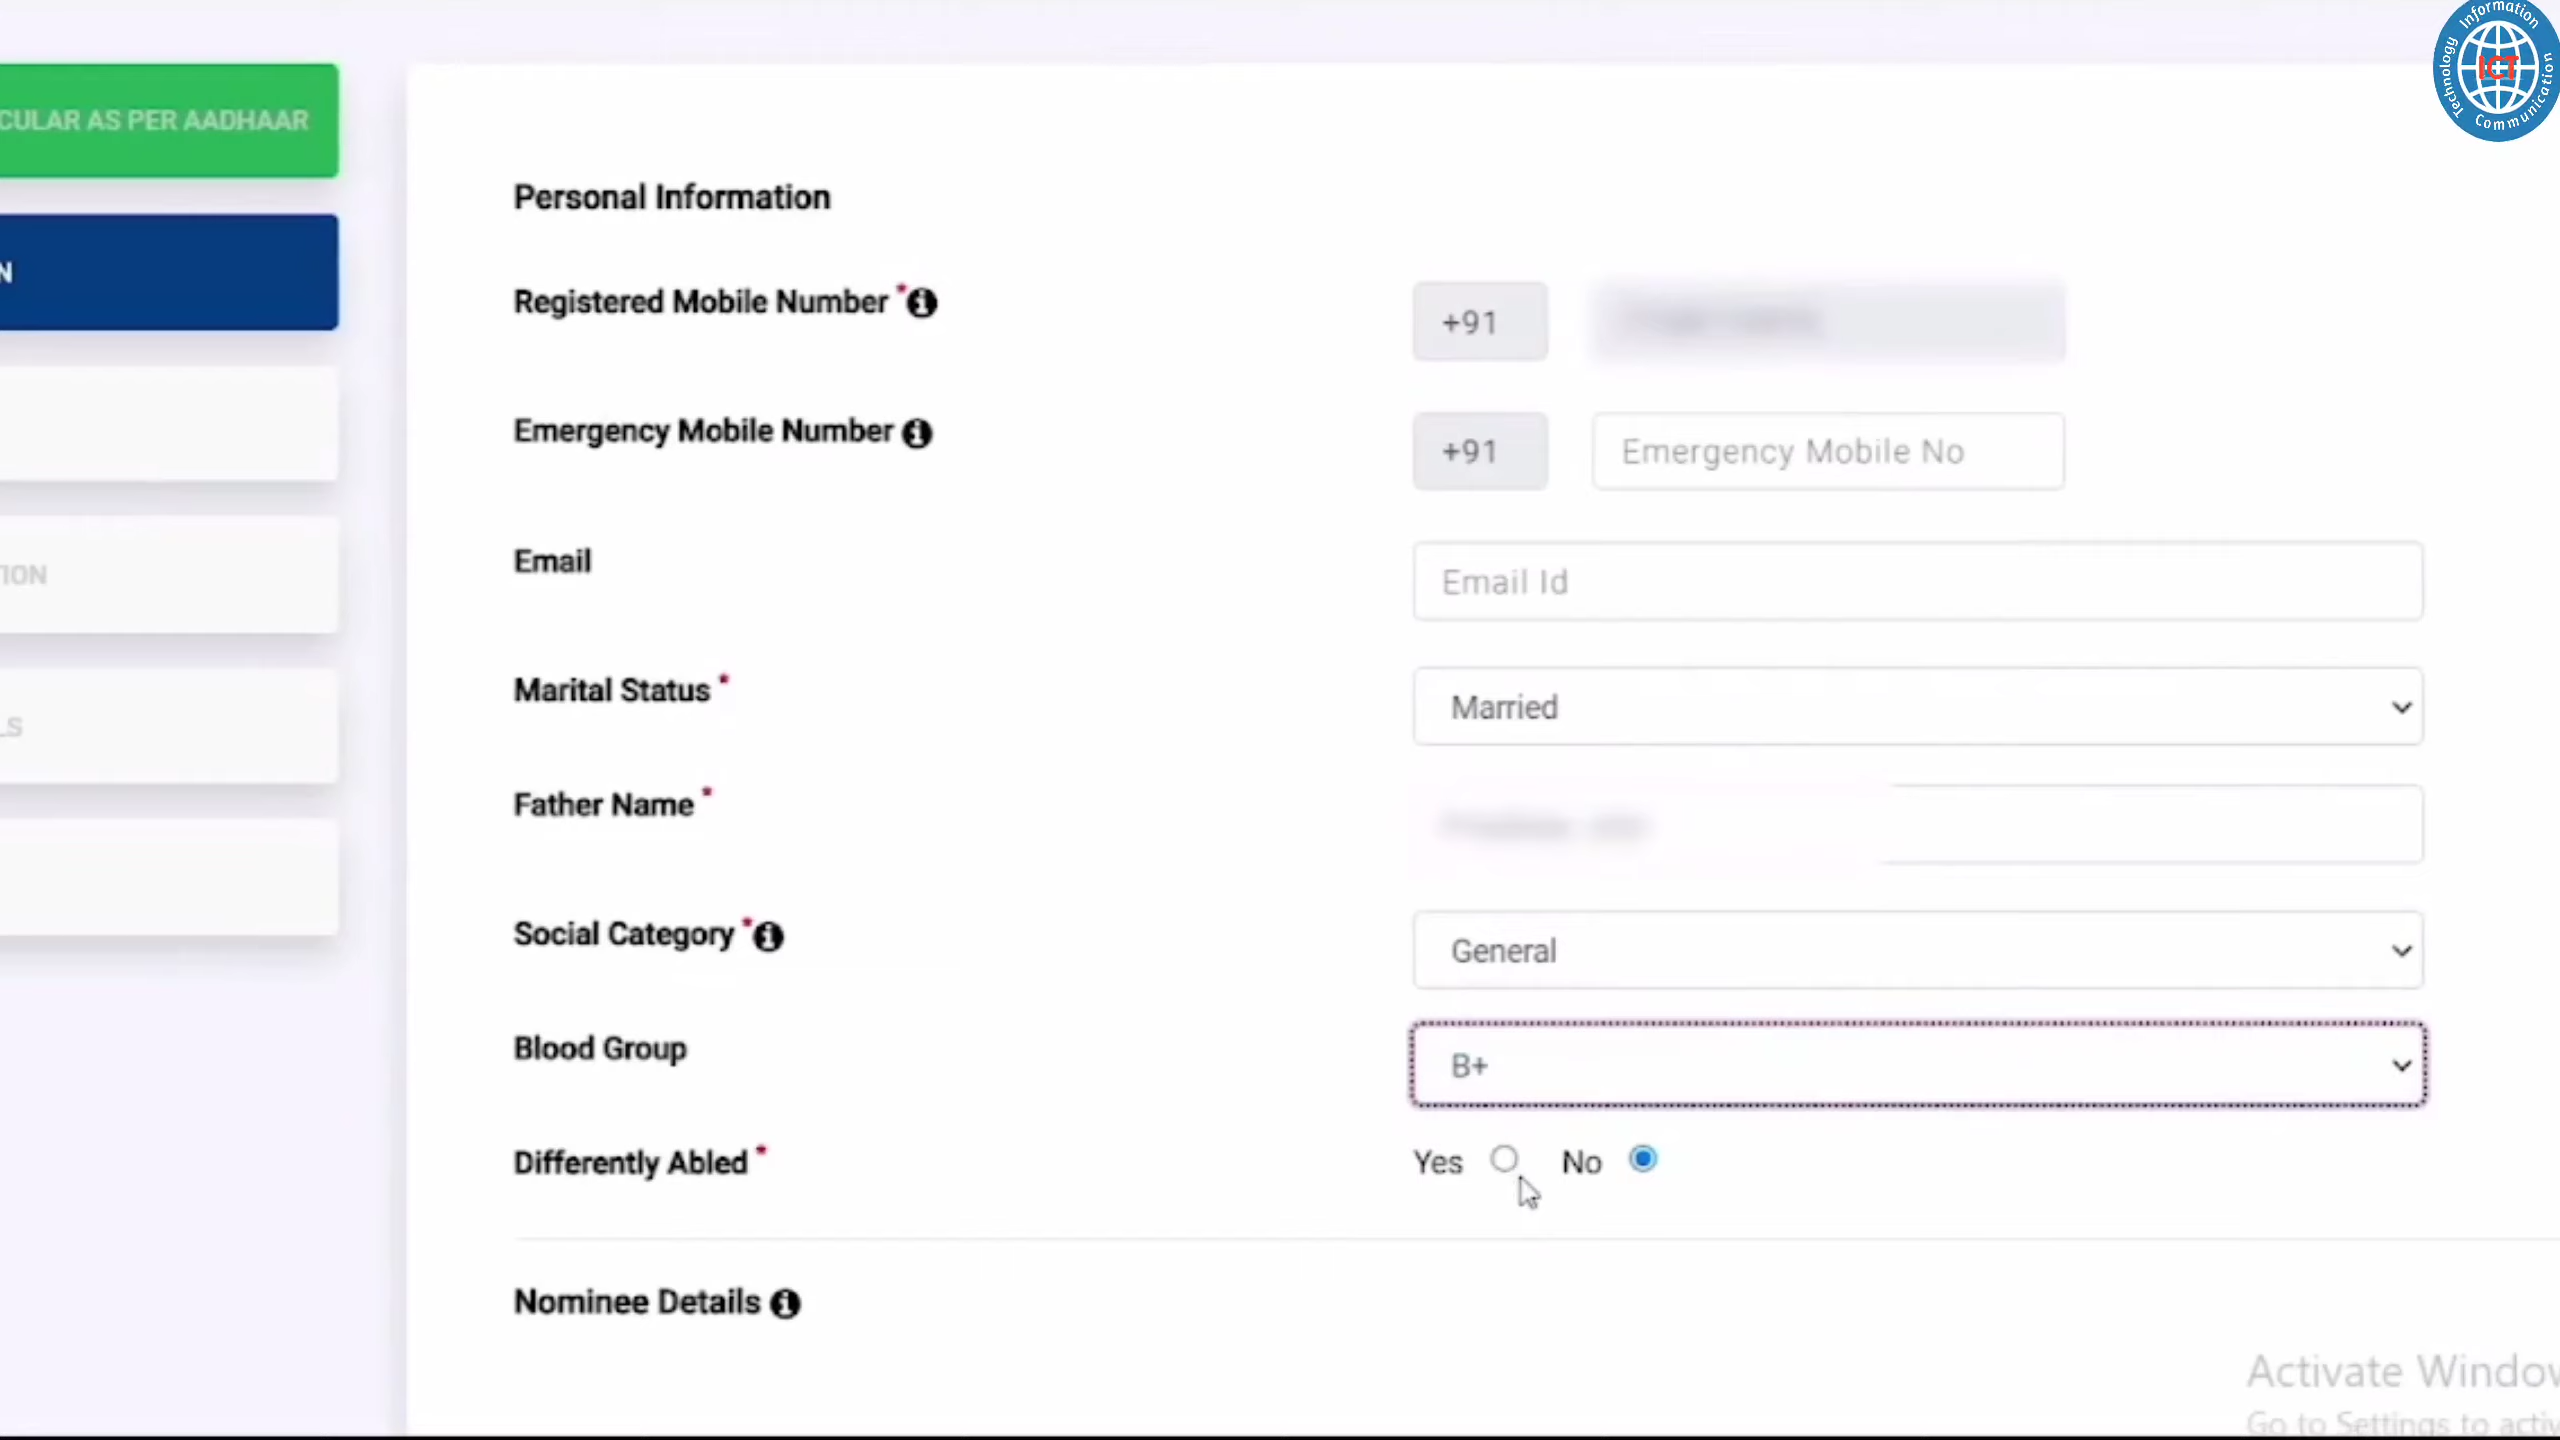 Information
Technology
ICT
Communication
CULAR AS PER AADHAAR
N
TION
LS
Personal Information
Registered Mobile Number *
+91
Emergency Mobile Number
+91 Emergency Mobile No
Email
Email Id
Marital Status *
Married
Father Name *
Social Category *
General
Blood Group
B+
Differently Abled *
Yes No
Nominee Details
Activate Window
Go to Settings to activ